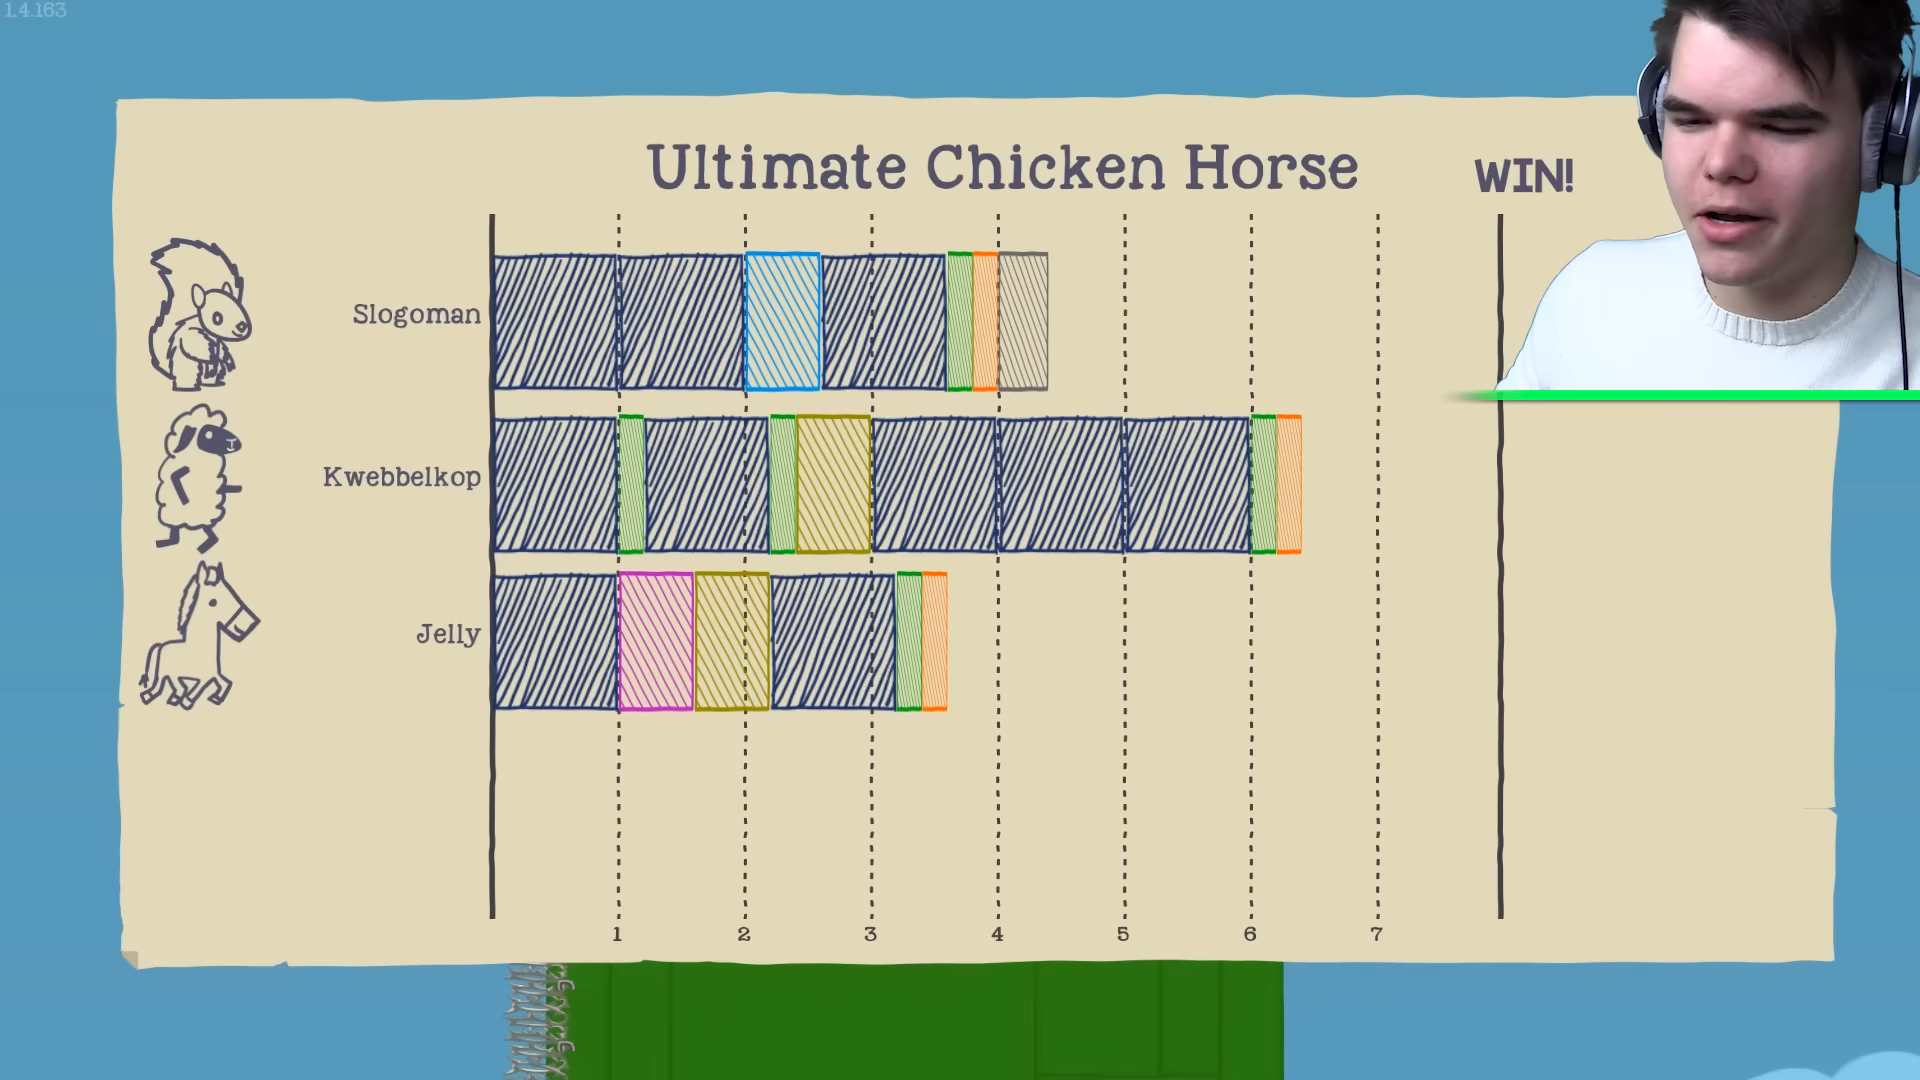 1.4.163
Ultimate Chicken Horse
WIN!
Slogoman
Kwebbelkop
Jelly
1 2 3 4 5 6 7